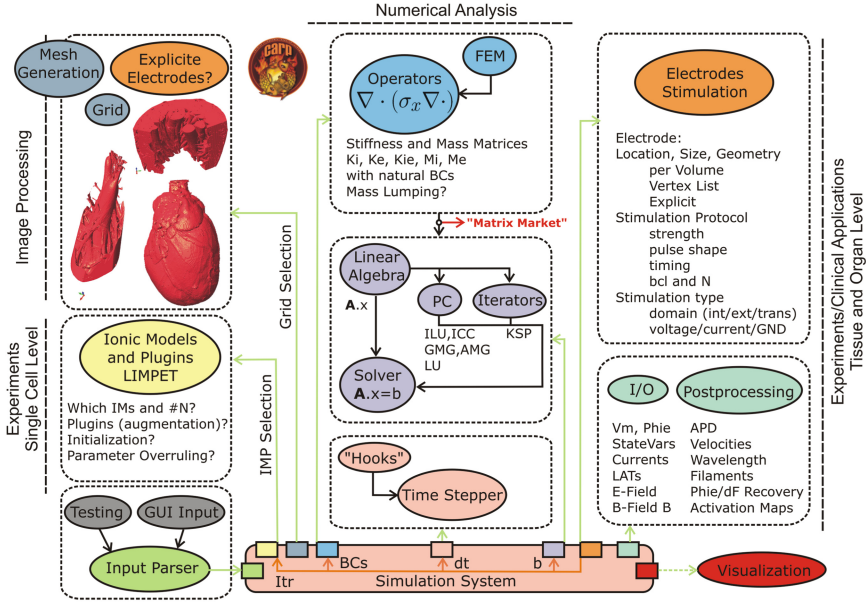 Numerical Analysis
Mesh
Generation
Explicite
Electrodes?
Grid
Image Processing
carp
Operators
∇ · (σₓ∇·)
FEM
Stiffness and Mass Matrices
Ki, Ke, Kie, Mi, Me
with natural BCs
Mass Lumping?
"Matrix Market"
Electrodes
Stimulation
Electrode:
Location, Size, Geometry
per Volume
Vertex List
Explicit
Stimulation Protocol
strength
pulse shape
timing
bcl and N
Stimulation type
domain (int/ext/trans)
voltage/current/GND
Experiments/Clinical Applications
Tissue and Organ Level
Grid Selection
Linear
Algebra
A.x
PC
Iterators
ILU,ICC
GMG,AMG
LU
KSP
Solver
A.x=b
Experiments
Single Cell Level
Ionic Models
and Plugins
LIMPET
Which IMs and #N?
Plugins (augmentation)?
Initialization?
Parameter Overruling?
IMP Selection
I/O
Postprocessing
Vm, Phie
StateVars
Currents
LATs
E-Field
B-Field B
APD
Velocities
Wavelength
Filaments
Phie/dF Recovery
Activation Maps
"Hooks"
Time Stepper
Testing
GUI Input
Input Parser
Itr
BCs
dt
b
Simulation System
Visualization